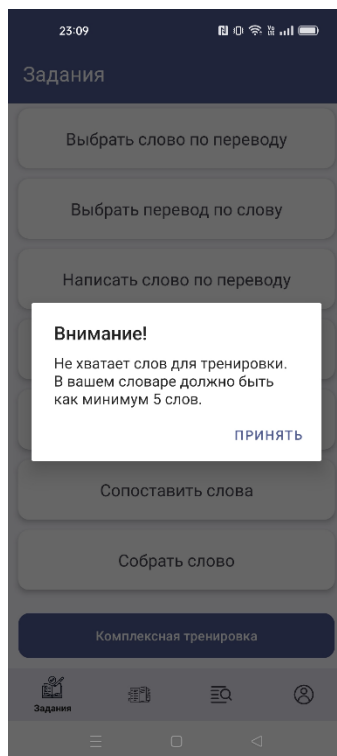 23:09
Задания
Выбрать слово по переводу
Выбрать перевод по слову
Написать слово по переводу
Внимание!
Не хватает слов для тренировки.
В вашем словаре должно быть
как минимум 5 слов.
ПРИНЯТЬ
Сопоставить слова
Собрать слово
Комплексная тренировка
Задания